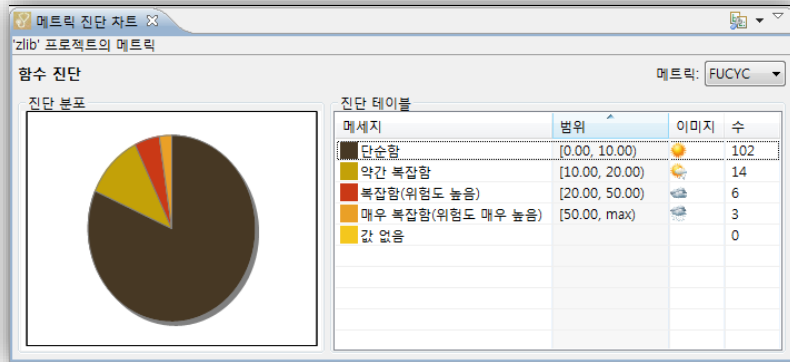 메트릭 진단 차트
'zlib' 프로젝트의 메트릭
함수 진단
메트릭: FUCYC
진단 분포
진단 테이블
메세지 범위 이미지 수
단순함 [0.00, 10.00) 102
약간 복잡함 [10.00, 20.00) 14
복잡함(위험도 높음) [20.00, 50.00) 6
매우 복잡함(위험도 매우 높음) [50.00, max) 3
값 없음 0